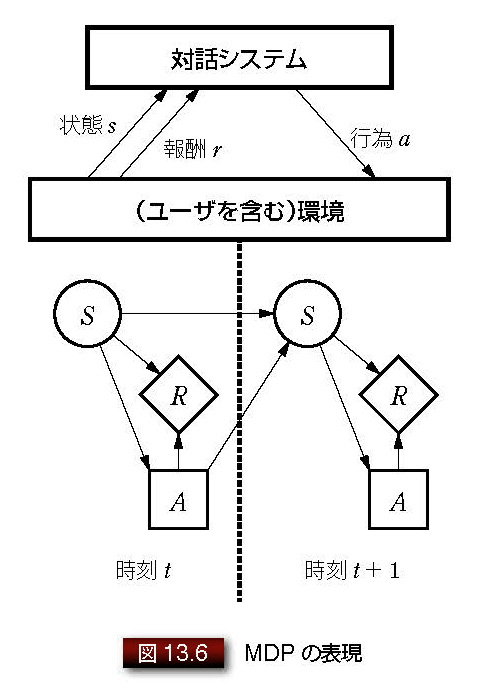 対話システム
状態 s
報酬 r
行為 a
(ユーザを含む)環境
S
S
R
R
A
A
時刻 t
時刻 t + 1
図 13.6 MDP の表現